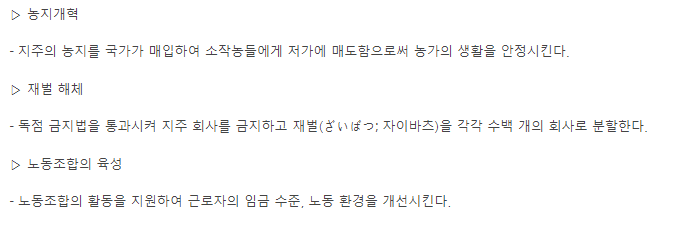 ▷ 농지개혁
- 지주의 농지를 국가가 매입하여 소작농들에게 저가에 매도함으로써 농가의 생활을 안정시킨다.
▷ 재벌 해체
- 독점 금지법을 통과시켜 지주 회사를 금지하고 재벌(ざいばつ; 자이바츠)을 각각 수백 개의 회사로 분할한다.
▷ 노동조합의 육성
- 노동조합의 활동을 지원하여 근로자의 임금 수준, 노동 환경을 개선시킨다.